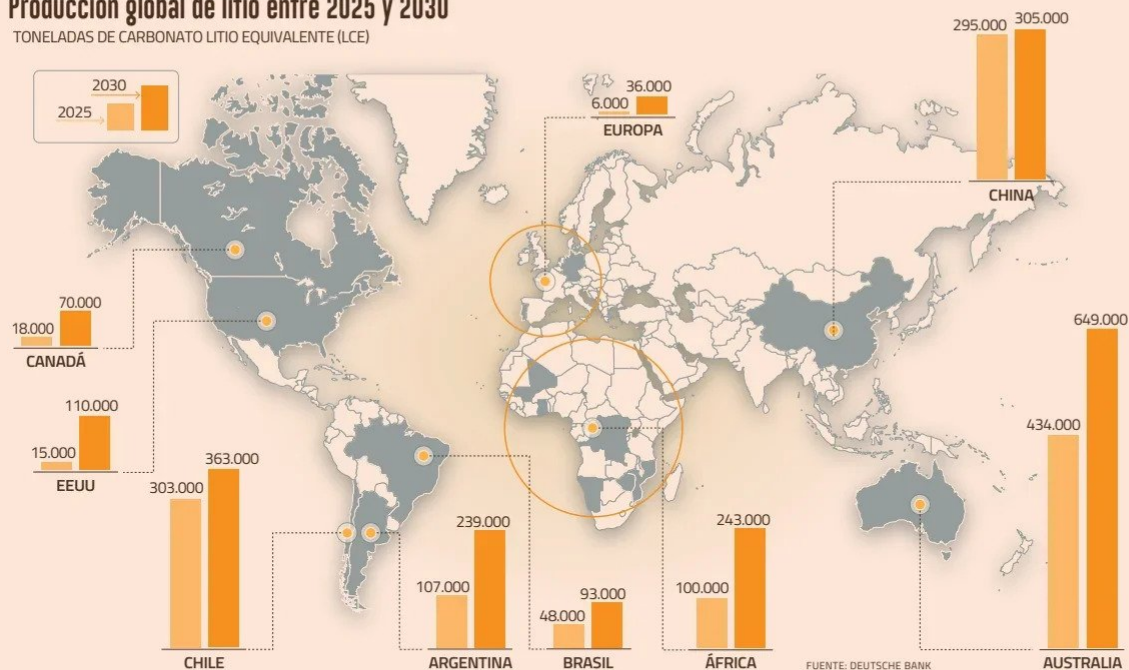 Producción global de litio entre 2025 y 2030
TONELADAS DE CARBONATO LITIO EQUIVALENTE (LCE)
2030
2025
6.000 36.000
EUROPA
295.000 305.000
CHINA
18.000 70.000
CANADÁ
15.000 110.000
EEUU
303.000 363.000
CHILE
107.000 239.000
ARGENTINA
48.000 93.000
BRASIL
100.000 243.000
ÁFRICA
434.000 649.000
AUSTRALIA
FUENTE: DEUTSCHE BANK